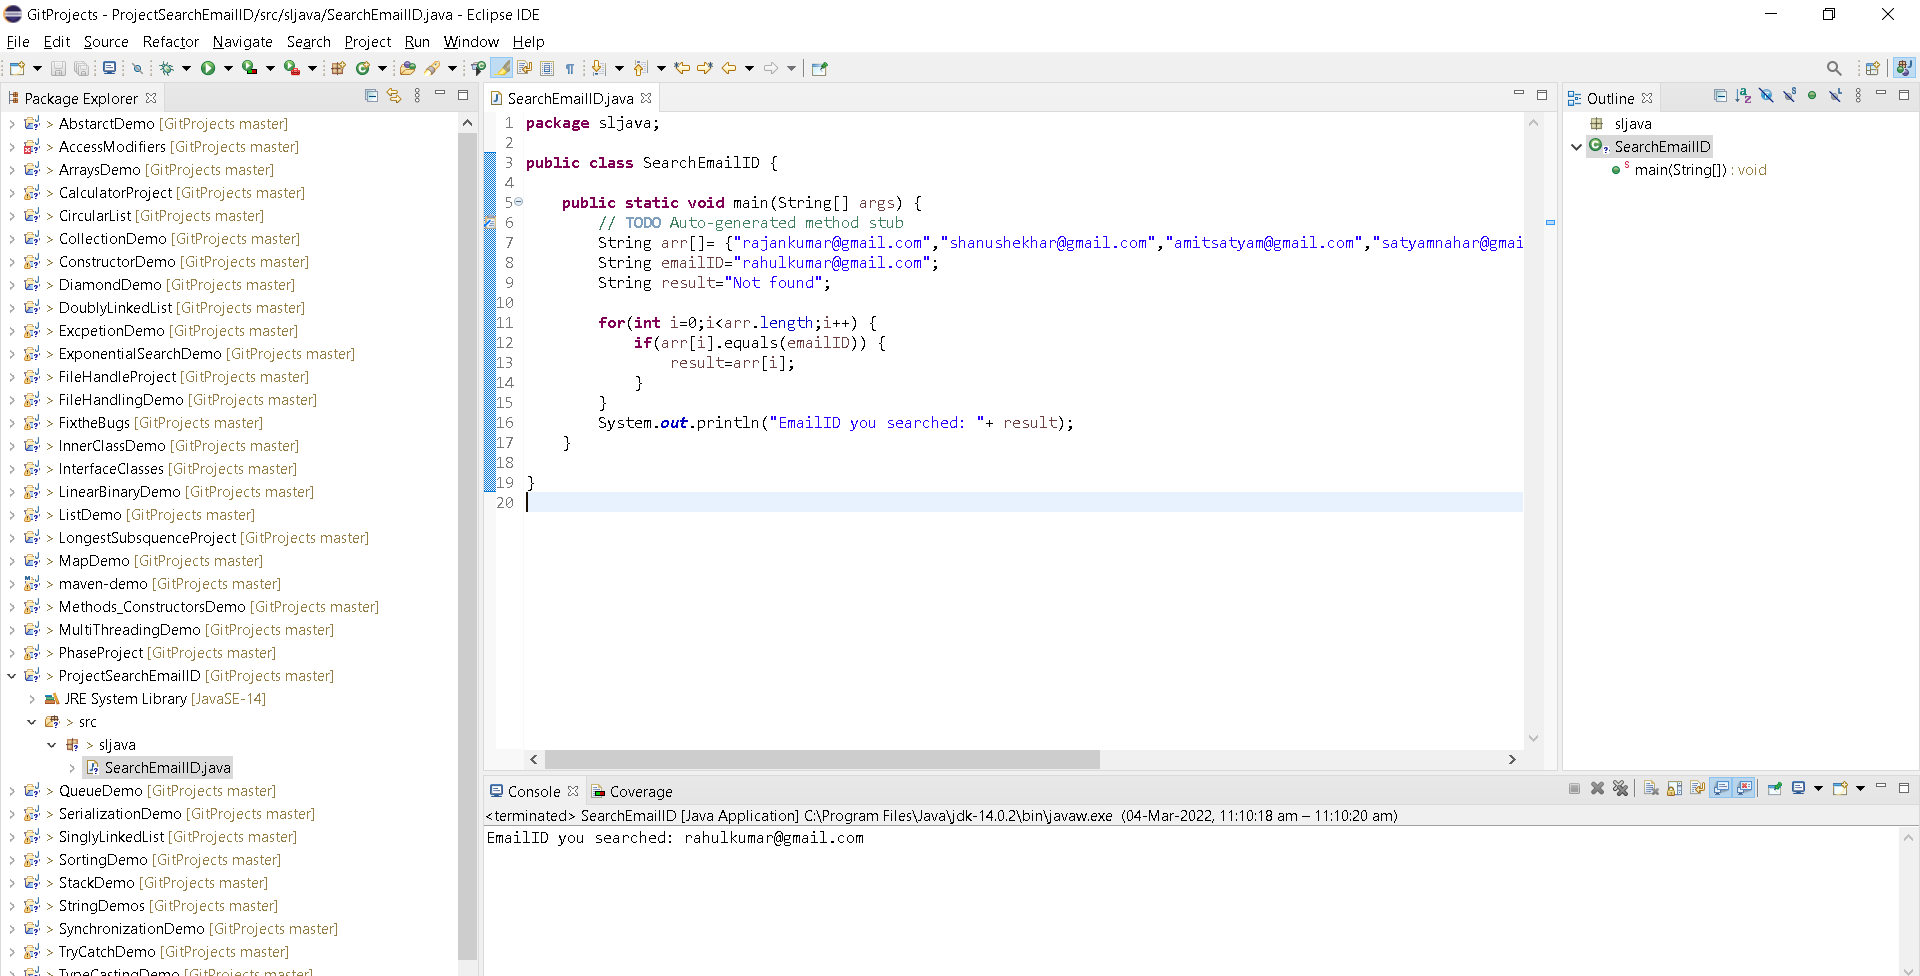 GitProjects - ProjectSearchEmailID/src/sljava/SearchEmailID.java - Eclipse IDE
File Edit Source Refactor Navigate Search Project Run Window Help
Package Explorer
> AbstarctDemo [GitProjects master]
> AccessModifiers [GitProjects master]
> ArraysDemo [GitProjects master]
> CalculatorProject [GitProjects master]
> CircularList [GitProjects master]
> CollectionDemo [GitProjects master]
> ConstructorDemo [GitProjects master]
> DiamondDemo [GitProjects master]
> DoublyLinkedList [GitProjects master]
> ExcpetionDemo [GitProjects master]
> ExponentialSearchDemo [GitProjects master]
> FileHandleProject [GitProjects master]
> FileHandlingDemo [GitProjects master]
> FixtheBugs [GitProjects master]
> InnerClassDemo [GitProjects master]
> InterfaceClasses [GitProjects master]
> LinearBinaryDemo [GitProjects master]
> ListDemo [GitProjects master]
> LongestSubsquenceProject [GitProjects master]
> MapDemo [GitProjects master]
> maven-demo [GitProjects master]
> Methods_ConstructorsDemo [GitProjects master]
> MultiThreadingDemo [GitProjects master]
> PhaseProject [GitProjects master]
> ProjectSearchEmailID [GitProjects master]
JRE System Library [JavaSE-14]
> src
> sljava
SearchEmailID.java
> QueueDemo [GitProjects master]
> SerializationDemo [GitProjects master]
> SinglyLinkedList [GitProjects master]
> SortingDemo [GitProjects master]
> StackDemo [GitProjects master]
> StringDemos [GitProjects master]
> SynchronizationDemo [GitProjects master]
> TryCatchDemo [GitProjects master]
> TypeCastingDemo [GitProjects master]
SearchEmailID.java
1 package sljava;
2
3 public class SearchEmailID {
4
5 public static void main(String[] args) {
6 // TODO Auto-generated method stub
7 String arr[]= {"rajankumar@gmail.com","shanushekhar@gmail.com","amitsatyam@gmail.com","satyamnahar@gmai
8 String emailID="rahulkumar@gmail.com";
9 String result="Not found";
10
11 for(int i=0;i<arr.length;i++) {
12 if(arr[i].equals(emailID)) {
13 result=arr[i];
14 }
15 }
16 System.out.println("EmailID you searched: "+ result);
17 }
18
19 }
20
Outline
sljava
SearchEmailID
main(String[]) : void
Console
Coverage
<terminated> SearchEmailID [Java Application] C:\Program Files\Java\jdk-14.0.2\bin\javaw.exe (04-Mar-2022, 11:10:18 am – 11:10:20 am)
EmailID you searched: rahulkumar@gmail.com